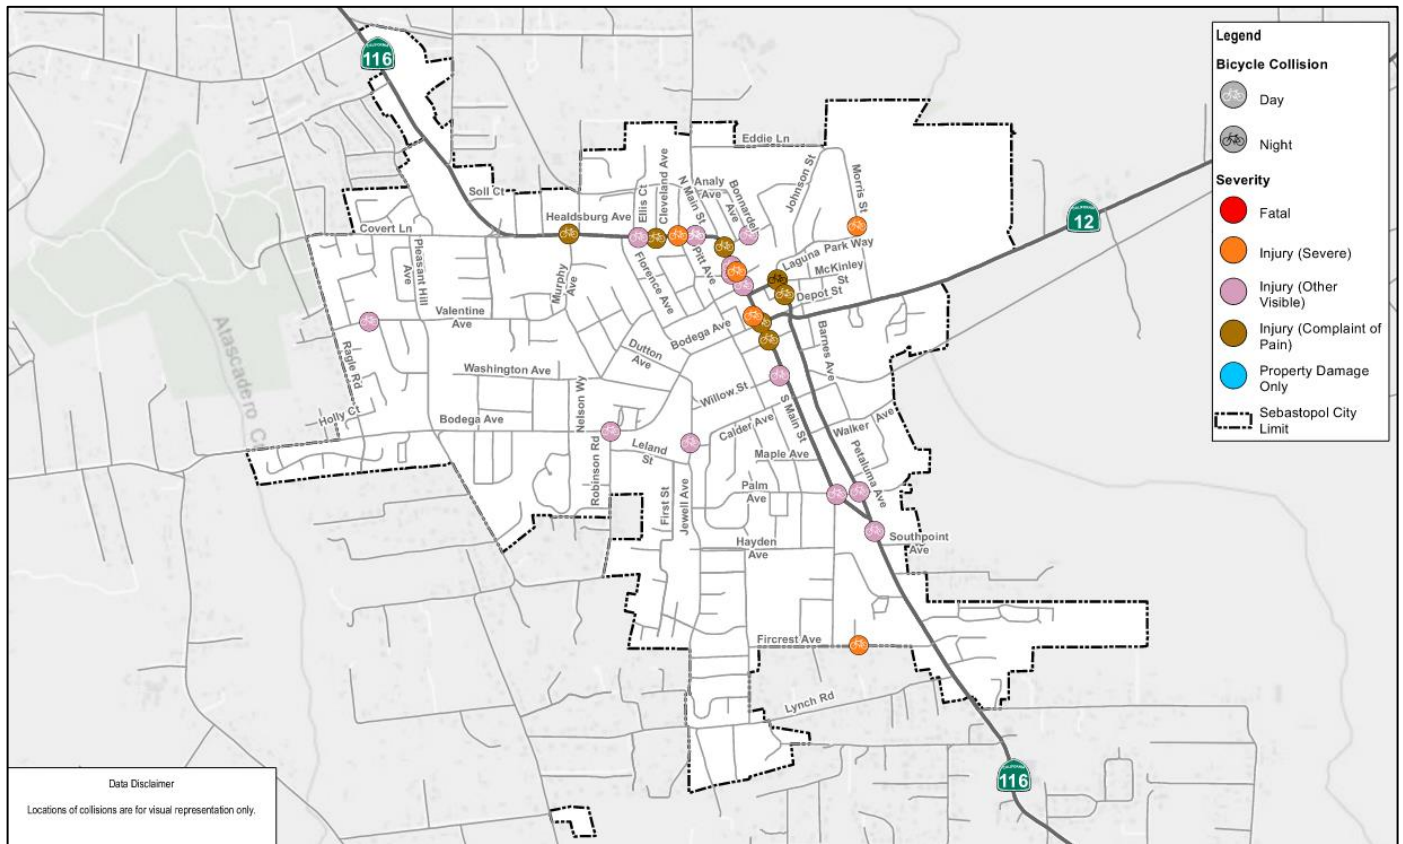 CALIFORNIA
116
Legend
Bicycle Collision
Day
Night
Severity
Fatal
Injury (Severe)
Injury (Other
Visible)
Injury (Complaint of
Pain)
Property Damage
Only
Sebastopol City
Limit
Eddie Ln
Soll Ct
Healdsburg Ave
Covert Ln
Ellis Ct
Cleveland Ave
N Main St
Analy
Ave
Bonnardel
Ave
Johnson St
Morris St
12
Pleasant Hill
Ave
Murphy
Ave
Florence Ave
Pitt Ave
Laguna Park Way
McKinley
St
Depot St
Valentine
Ave
Bodega Ave
Barnes Ave
Ragle Rd
Atascadero C
Dutton
Ave
Washington Ave
Nelson Wy
Willow St
S Main St
Holly Ct
Bodega Ave
Calder Ave
Walker Ave
Robinson Rd
Leland
St
Maple Ave
Petaluma Ave
First St
Jewell Ave
Palm
Ave
Hayden
Ave
Southpoint
Ave
Fircrest Ave
Lynch Rd
116
Data Disclaimer
Locations of collisions are for visual representation only.